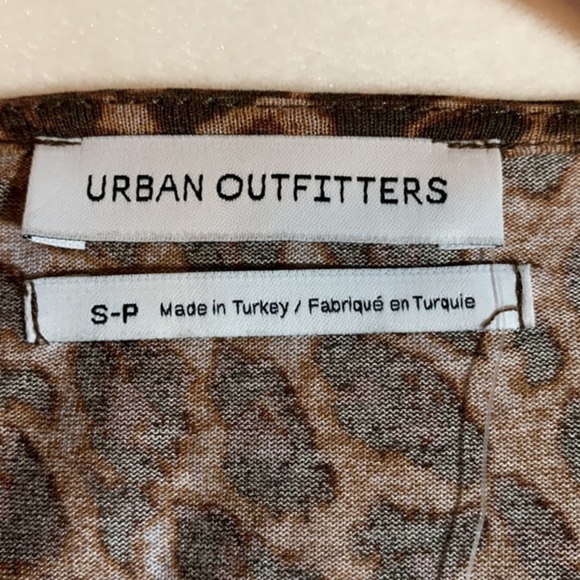 URBAN OUTFITTERS
S-P Made in Turkey / Fabriqué en Turquie